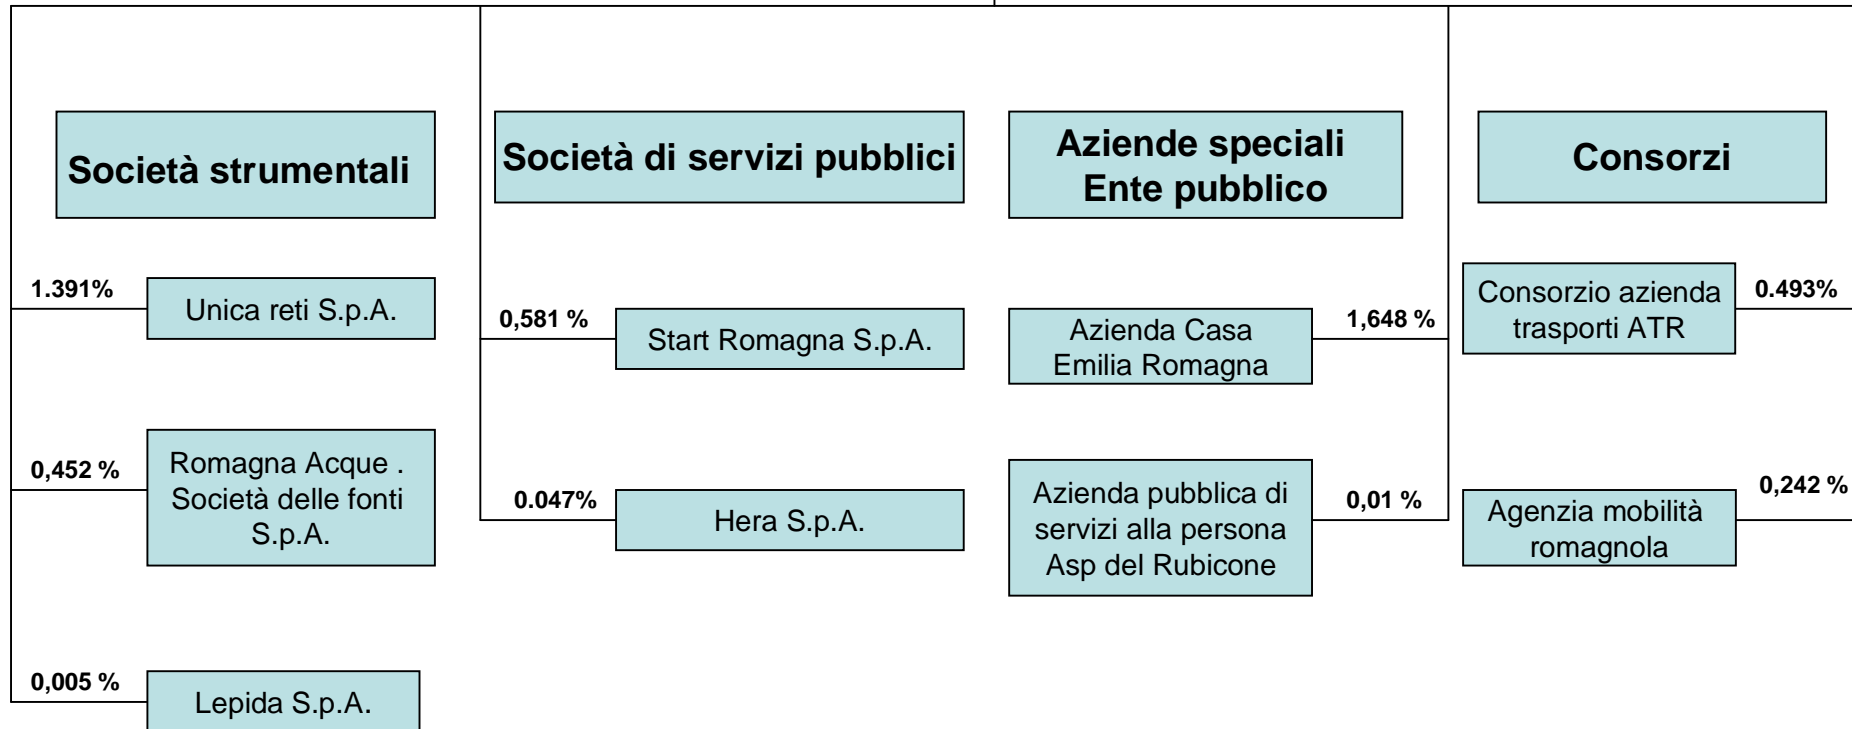 Società strumentali
1.391%
Unica reti S.p.A.
0,452 %
Romagna Acque .
Società delle fonti
S.p.A.
0,005 %
Lepida S.p.A.
Società di servizi pubblici
0,581 %
Start Romagna S.p.A.
0.047%
Hera S.p.A.
Aziende speciali
Ente pubblico
Azienda Casa
Emilia Romagna
1,648 %
Azienda pubblica di
servizi alla persona
Asp del Rubicone
0,01 %
Consorzi
Consorzio azienda
trasporti ATR
0.493%
Agenzia mobilità
romagnola
0,242 %